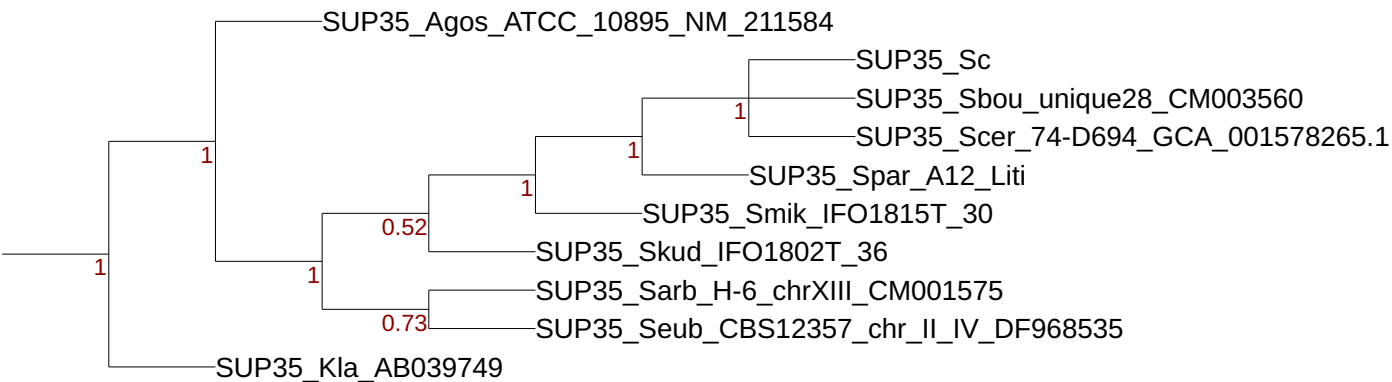 SUP35_Agos_ATCC_10895_NM_211584
SUP35_Sc
SUP35_Sbou_unique28_CM003560
1
SUP35_Scer_74-D694_GCA_001578265.1
1
1
SUP35_Spar_A12_Liti
1
SUP35_Smik_IFO1815T_30
0.52
SUP35_Skud_IFO1802T_36
1
1
SUP35_Sarb_H-6_chrXIII_CM001575
0.73
SUP35_Seub_CBS12357_chr_II_IV_DF968535
SUP35_Kla_AB039749